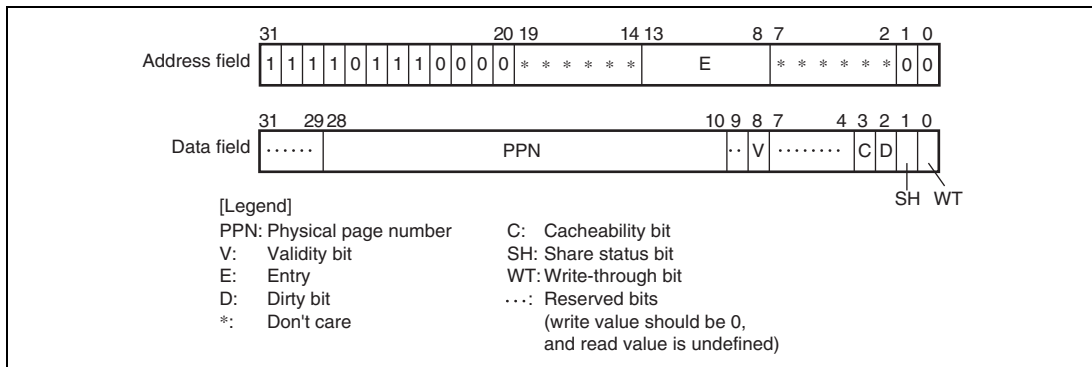 31 20 19 14 13 8 7 2 1 0
Address field 1 1 1 1 0 1 1 1 0 0 0 0 * * * * * * E * * * * * * 0 0
31 29 28 10 9 8 7 4 3 2 1 0
Data field ······ PPN ·· V ········ C D
SH WT
[Legend]
PPN: Physical page number C: Cacheability bit
V: Validity bit SH: Share status bit
E: Entry WT: Write-through bit
D: Dirty bit ···: Reserved bits
*: Don't care (write value should be 0,
and read value is undefined)